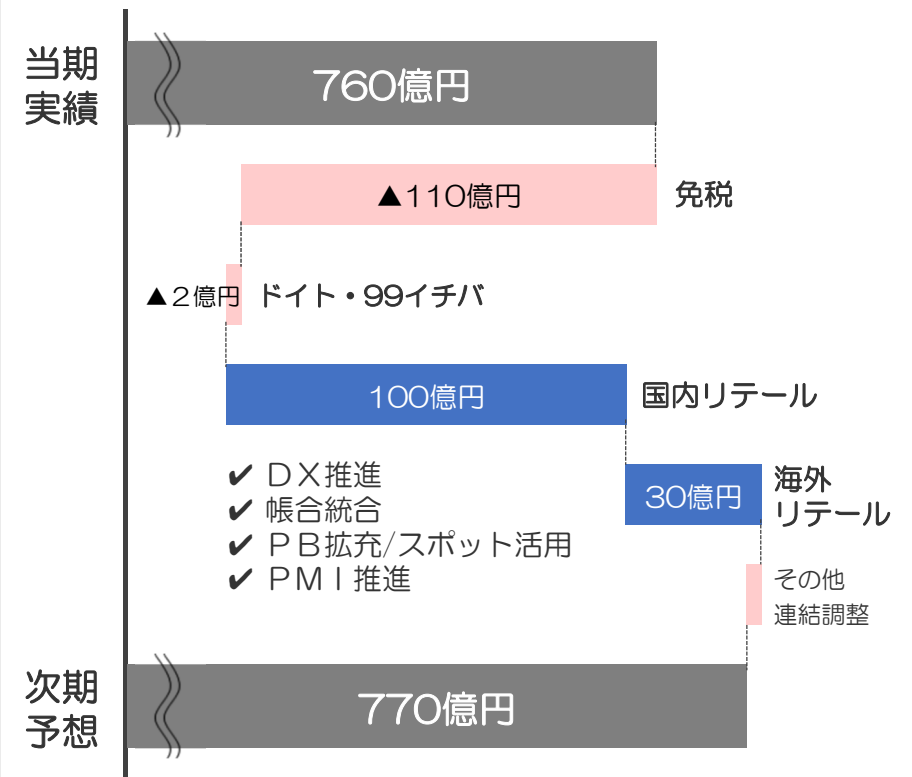 当期
実績
760億円
▲110億円
免税
▲2億円
ドイト・99イチバ
100億円
国内リテール
✔ DX推進
✔ 帳合統合
✔ PB拡充/スポット活用
✔ PMI推進
30億円
海外
リテール
その他
連結調整
次期
予想
770億円